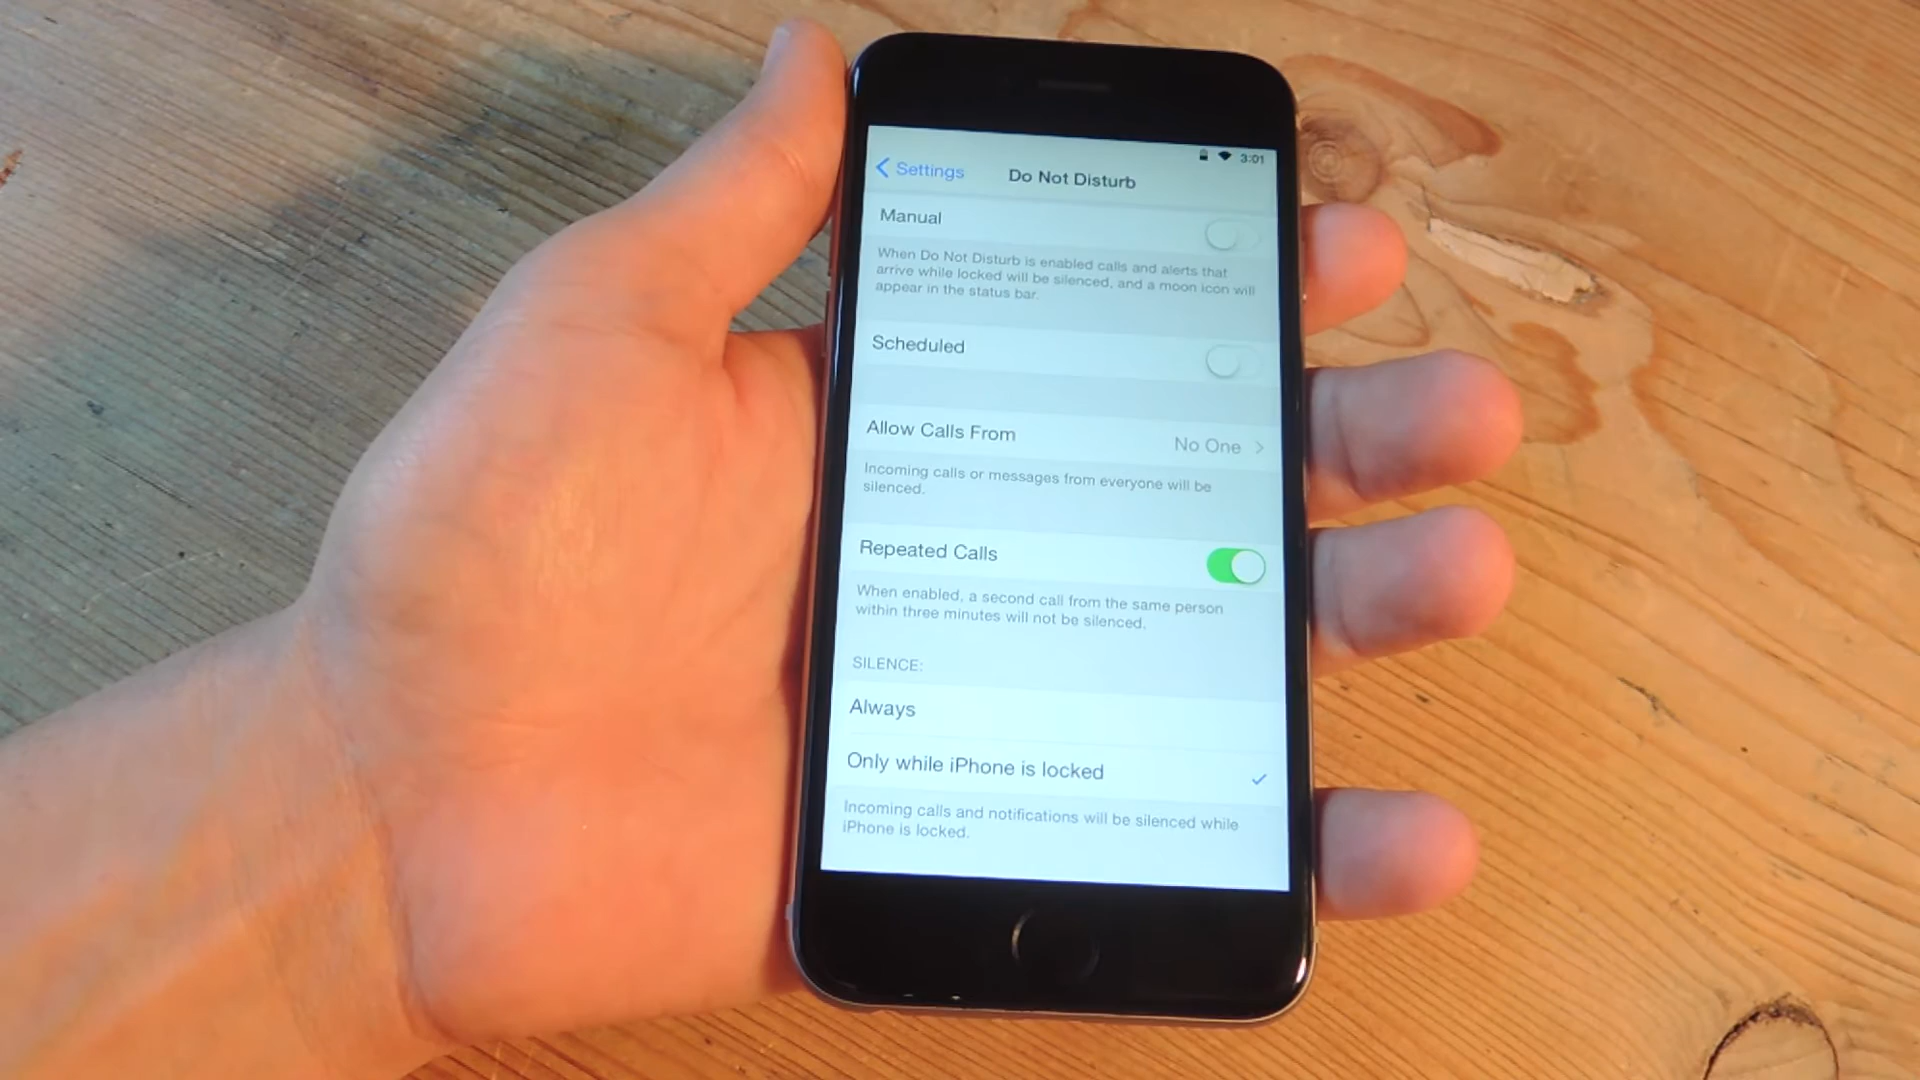 3:01
Settings
Do Not Disturb
Manual
When Do Not Disturb is enabled calls and alerts that
arrive while locked will be silenced, and a moon icon will
appear in the status bar.
Scheduled
Allow Calls From No One
Incoming calls or messages from everyone will be
silenced.
Repeated Calls
When enabled, a second call from the same person
within three minutes will not be silenced.
SILENCE:
Always
Only while iPhone is locked
Incoming calls and notifications will be silenced while
iPhone is locked.